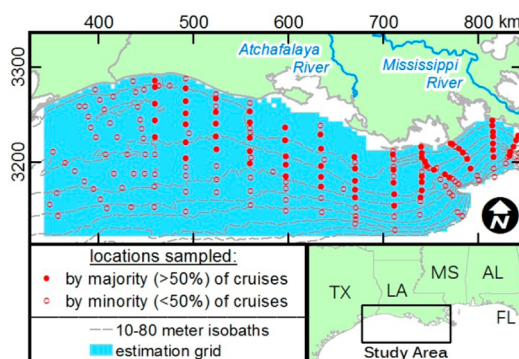 400 500 600 700 800 km
3300
3200
Atchafalaya
River
Mississippi
River
N
locations sampled:
by majority (>50%) of cruises
by minority (<50%) of cruises
10-80 meter isobaths
estimation grid
TX
LA
MS
AL
FL
Study Area